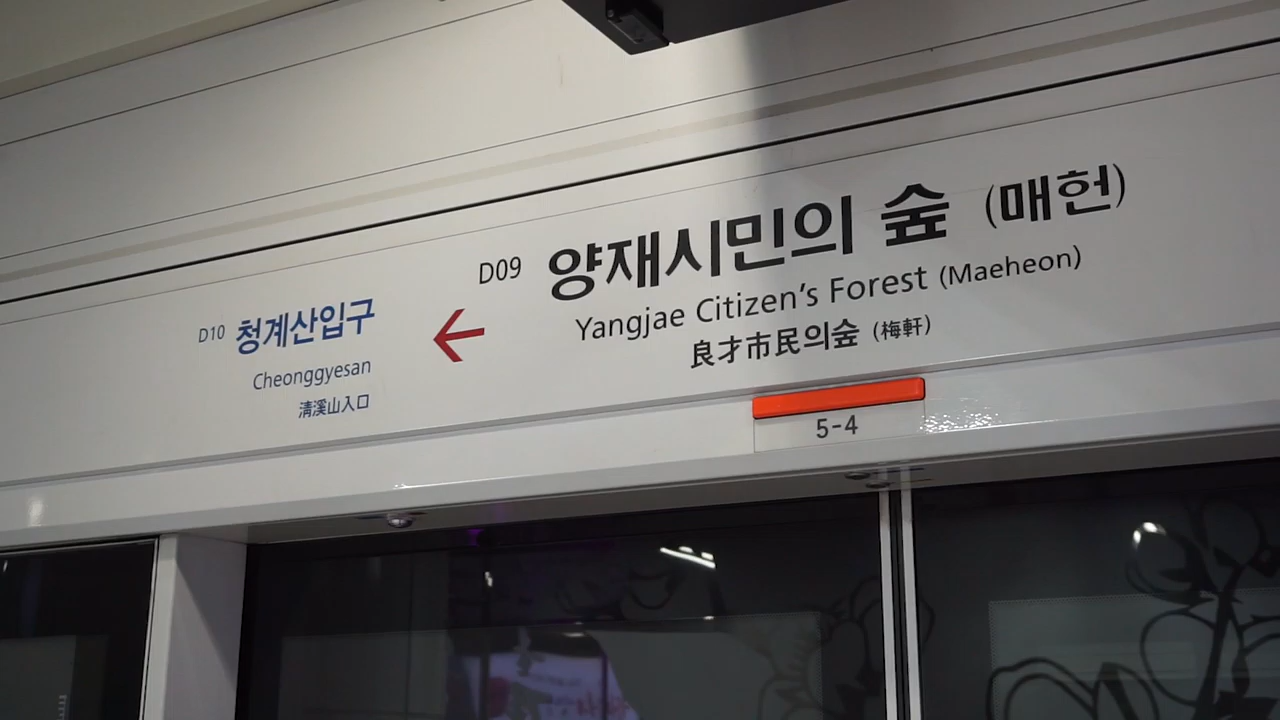 D09 양재시민의 숲 (매헌)
Yangjae Citizen's Forest (Maeheon)
良才市民의숲 (梅軒)
D10 청계산입구
Cheonggyesan
淸溪山入口
5-4